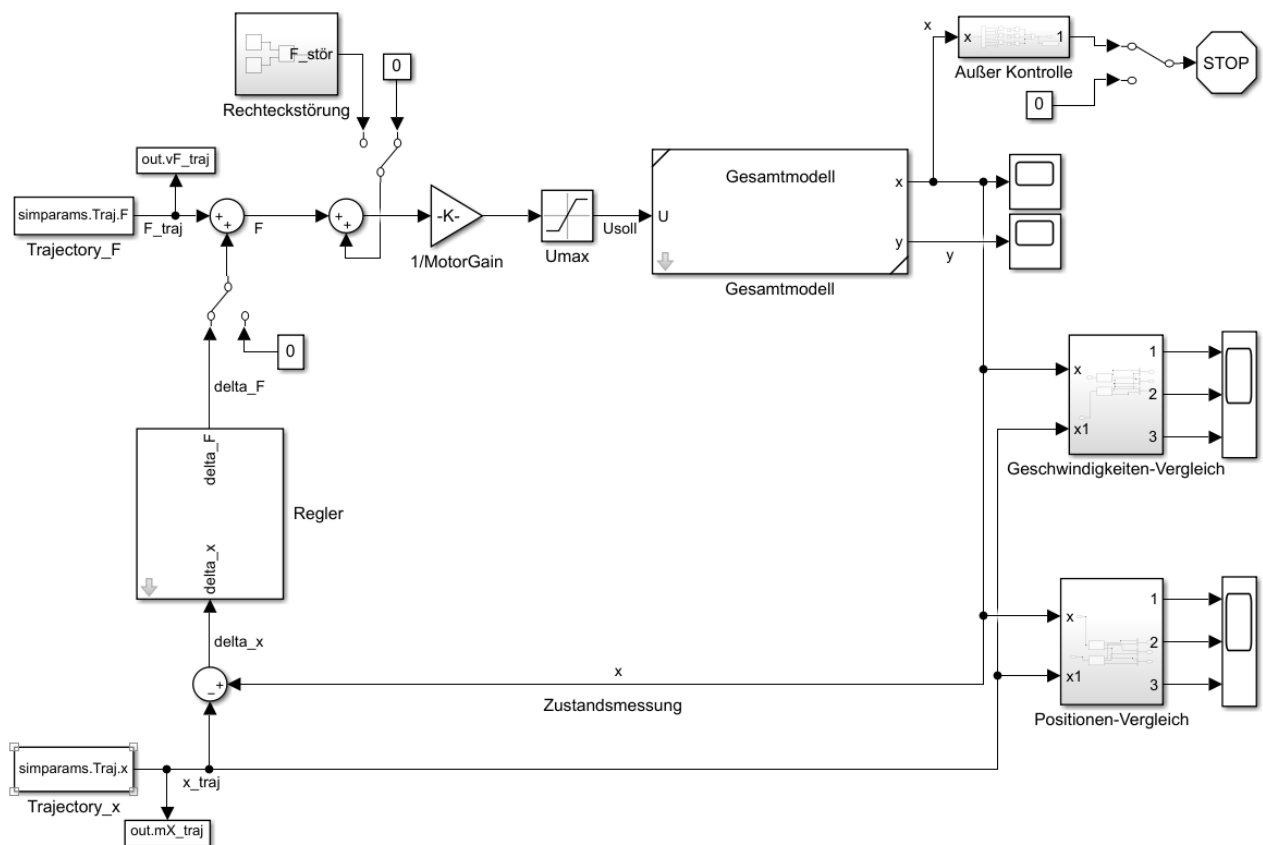 F_stör
Rechteckstörung
0
x
x
1
Außer Kontrolle
0
STOP
out.vF_traj
simparams.Traj.F
F_traj
Trajectory_F
+
+
F
+
+
-K-
1/MotorGain
Umax
Usoll
Gesamtmodell
U
x
y
Gesamtmodell
y
0
delta_F
delta_F
delta_x
Regler
delta_x
x
x1
1
2
3
Geschwindigkeiten-Vergleich
x
x1
1
2
3
Positionen-Vergleich
_
+
x
Zustandsmessung
simparams.Traj.x
x_traj
Trajectory_x
out.mX_traj